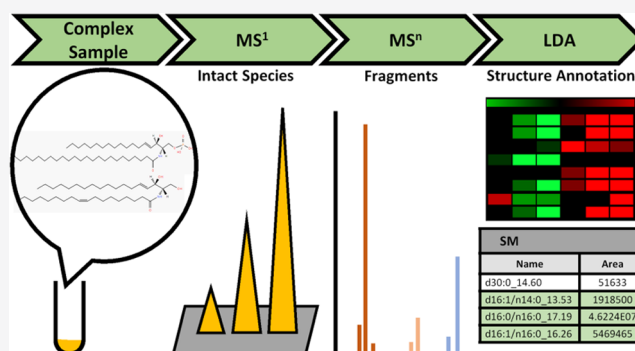 Complex
Sample
MS1
MSn
LDA
Intact Species
Fragments
Structure Annotation
SM
Name Area
d30:0_14.60 51633
d16:1/n14:0_13.53 1918500
d16:0/n16:0_17.19 4.6224E07
d16:1/n16:0_16.26 5469465